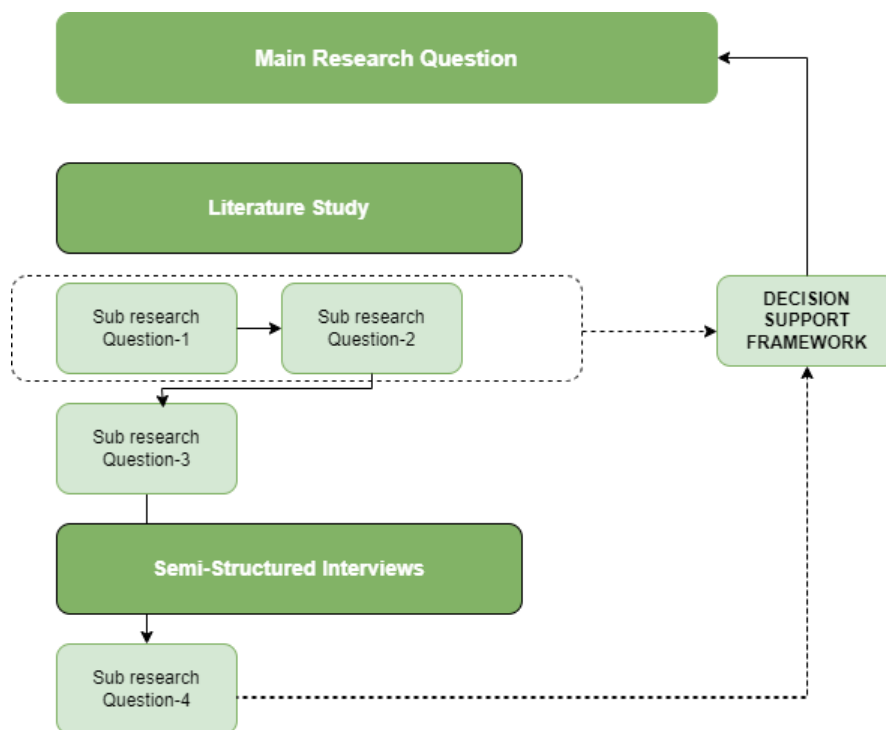 Main Research Question
Literature Study
Sub research
Question-1
Sub research
Question-2
DECISION
SUPPORT
FRAMEWORK
Sub research
Question-3
Semi-Structured Interviews
Sub research
Question-4